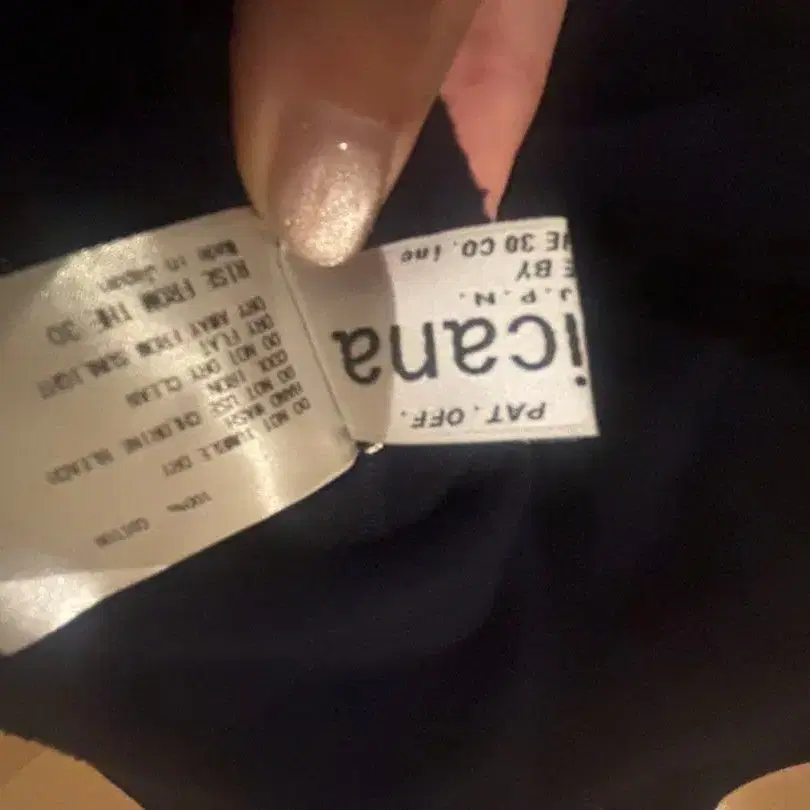 PAT. OFF.
icana
J.P.N.
E BY
HE 30 CO. inc
100% COTTON
DO NOT TUMBLE DRY
HAND WASH
DO NOT USE CHLORINE BLEACH
COOL IRON
DO NOT DRY CLEAN
DRY FLAT
DRY AWAY FROM SUNLIGHT
RISE FROM THE 30
Made in Japan